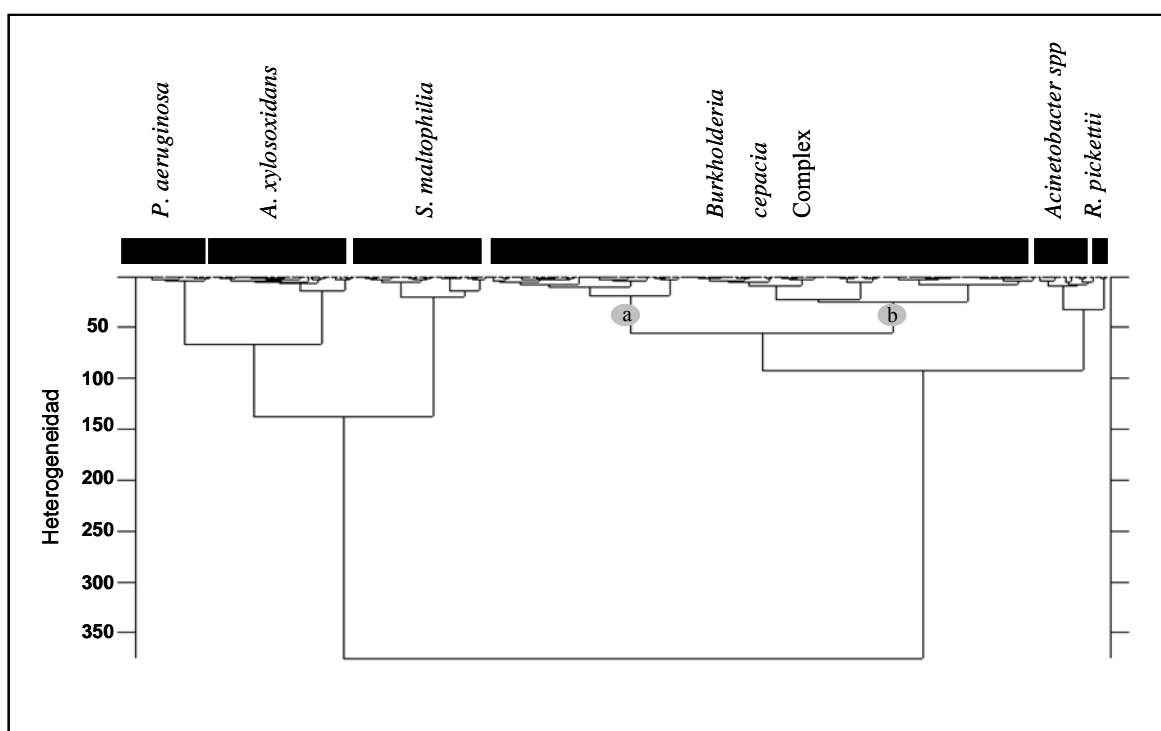 P. aeruginosa
A. xylosoxidans
S. maltophilia
Burkholderia
cepacia
Complex
Acinetobacter spp
R. pickettii
a
b
Heterogeneidad
50
100
150
200
250
300
350